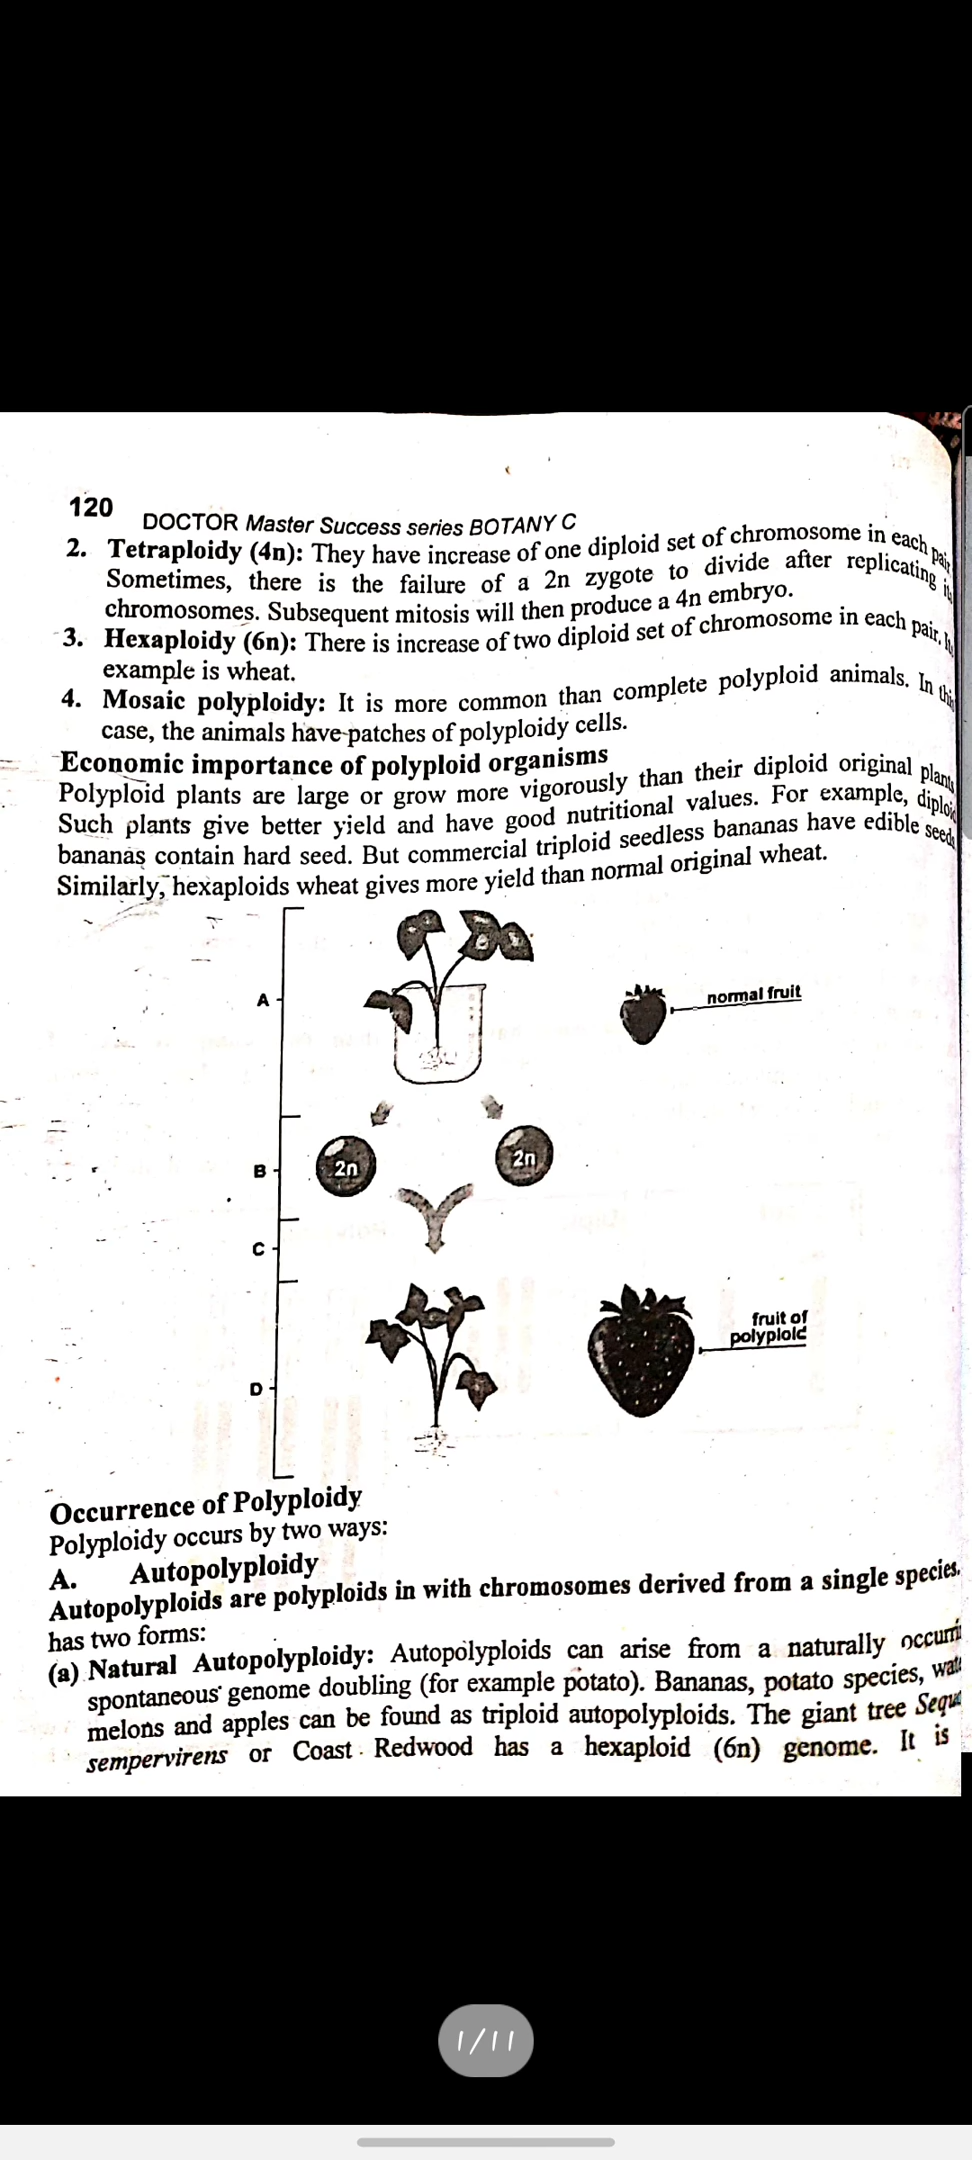 120
DOCTOR Master Success series BOTANY C
2. Tetraploidy (4n): They have increase of one diploid set of chromosome in each pair
Sometimes, there is the failure of a 2n zygote to divide after replicating
chromosomes. Subsequent mitosis will then produce a 4n embryo.
3. Hexaploidy (6n): There is increase of two diploid set of chromosome in each pair.
example is wheat.
4. Mosaic polyploidy: It is more common than complete polyploid animals. In this
case, the animals have patches of polyploidy cells.
Economic importance of polyploid organisms
Polyploid plants are large or grow more vigorously than their diploid original plants
Such plants give better yield and have good nutritional values. For example, diploid
bananas contain hard seed. But commercial triploid seedless bananas have edible seeds
Similarly, hexaploids wheat gives more yield than normal original wheat.
A
normal fruit
B
2n
2n
C
fruit of
polyploid
D
Occurrence of Polyploidy
Polyploidy occurs by two ways:
A. Autopolyploidy
Autopolyploids are polyploids in with chromosomes derived from a single species.
has two forms:
(a) Natural Autopolyploidy: Autopolyploids can arise from a naturally occurri
spontaneous genome doubling (for example potato). Bananas, potato species, wat
melons and apples can be found as triploid autopolyploids. The giant tree Sequ
sempervirens or Coast Redwood has a hexaploid (6n) genome. It is
1/11